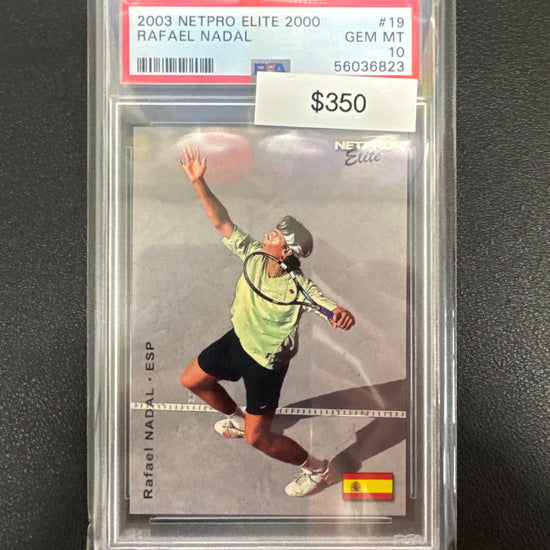 2003 NETPRO ELITE 2000 #19
RAFAEL NADAL GEM MT
10
56036823
$350
NETPRO
Elite
Rafael NADAL · ESP